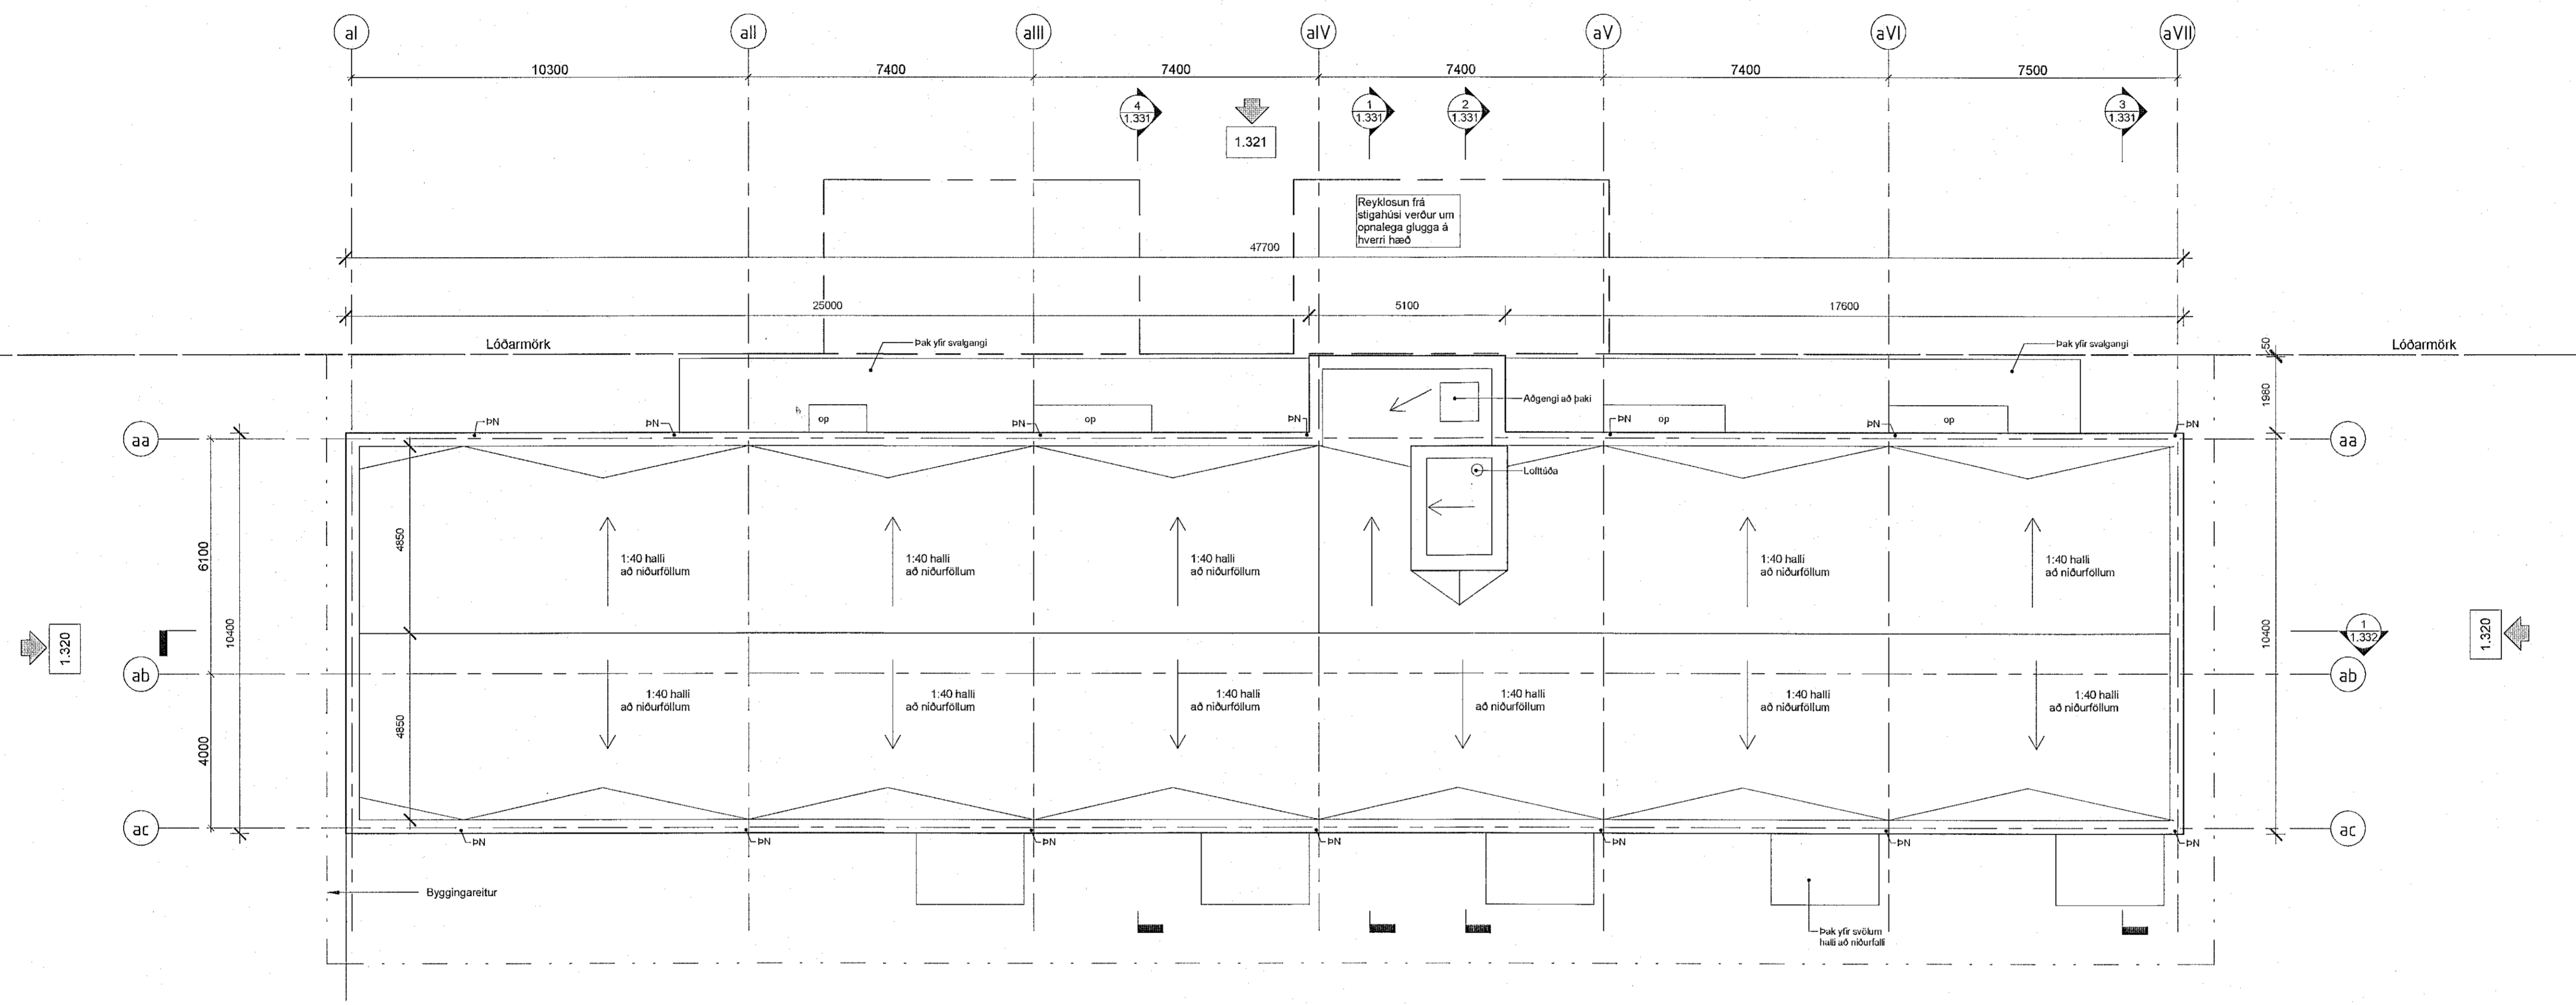 aI
aII
aIII
aIV
aV
aVI
aVII
10300
7400
7400
7400
7400
7500
4
1.331
1.321
1
1.331
2
1.331
3
1.331
Reyklosun frá
stigahúsi verður um
opnalega glugga á
hverri hæð
47700
25000
5100
17600
Lóðarmörk
Þak yfir svalgangi
Þak yfir svalgangi
Lóðarmörk
1980
Aðgengi að þaki
ÞN
ÞN
op
ÞN
op
ÞN
ÞN
op
ÞN
op
ÞN
aa
aa
Lofttúða
4850
6100
10400
1:40 halli
að niðurföllum
1:40 halli
að niðurföllum
1:40 halli
að niðurföllum
1:40 halli
að niðurföllum
1:40 halli
að niðurföllum
1.320
10400
1
1.332
1.320
ab
ab
4850
4000
1:40 halli
að niðurföllum
1:40 halli
að niðurföllum
1:40 halli
að niðurföllum
1:40 halli
að niðurföllum
1:40 halli
að niðurföllum
1:40 halli
að niðurföllum
ac
ac
ÞN
ÞN
ÞN
ÞN
ÞN
ÞN
ÞN
Byggingareitur
Þak yfir svölum
halli að niðurfalli